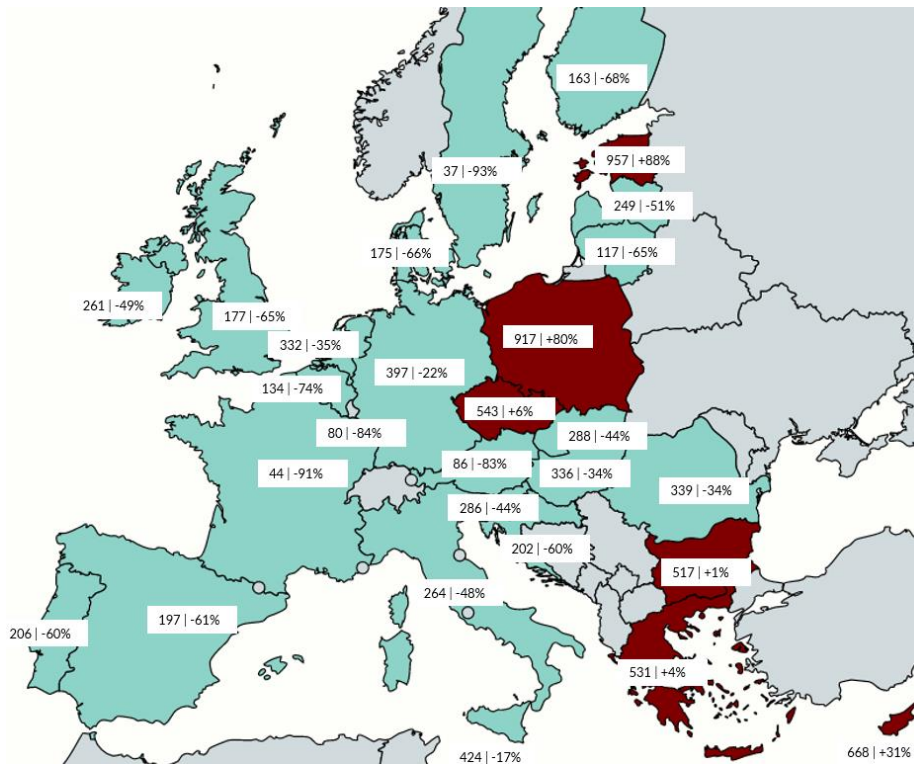 163 | -68%
957 | +88%
37 | -93%
249 | -51%
175 | -66%
117 | -65%
261 | -49%
177 | -65%
332 | -35%
917 | +80%
397 | -22%
134 | -74%
543 | +6%
80 | -84%
288 | -44%
86 | -83%
44 | -91%
336 | -34%
339 | -34%
286 | -44%
202 | -60%
517 | +1%
264 | -48%
197 | -61%
206 | -60%
531 | +4%
424 | -17%
668 | +31%